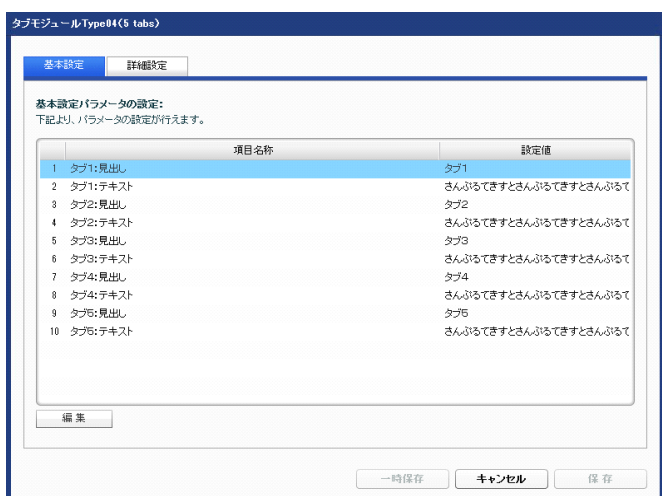 タブモジュールType04(5 tabs)
基本設定 詳細設定
基本設定パラメータの設定:
下記より、パラメータの設定が行えます。
項目名称 設定値
1 タブ1:見出し タブ1
2 タブ1:テキスト さんぷるてきすとさんぷるてきすとさんぷるて
3 タブ2:見出し タブ2
4 タブ2:テキスト さんぷるてきすとさんぷるてきすとさんぷるて
5 タブ3:見出し タブ3
6 タブ3:テキスト さんぷるてきすとさんぷるてきすとさんぷるて
7 タブ4:見出し タブ4
8 タブ4:テキスト さんぷるてきすとさんぷるてきすとさんぷるて
9 タブ5:見出し タブ5
10 タブ5:テキスト さんぷるてきすとさんぷるてきすとさんぷるて
編集
一時保存 キャンセル 保存